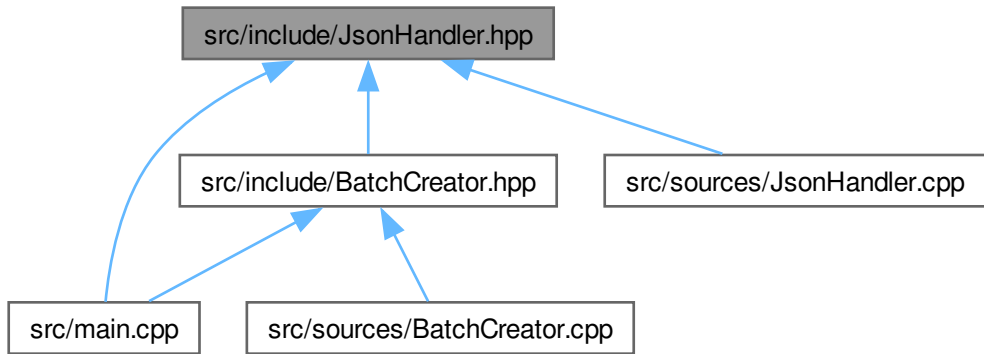 src/include/JsonHandler.hpp
src/include/BatchCreator.hpp
src/sources/JsonHandler.cpp
src/main.cpp
src/sources/BatchCreator.cpp